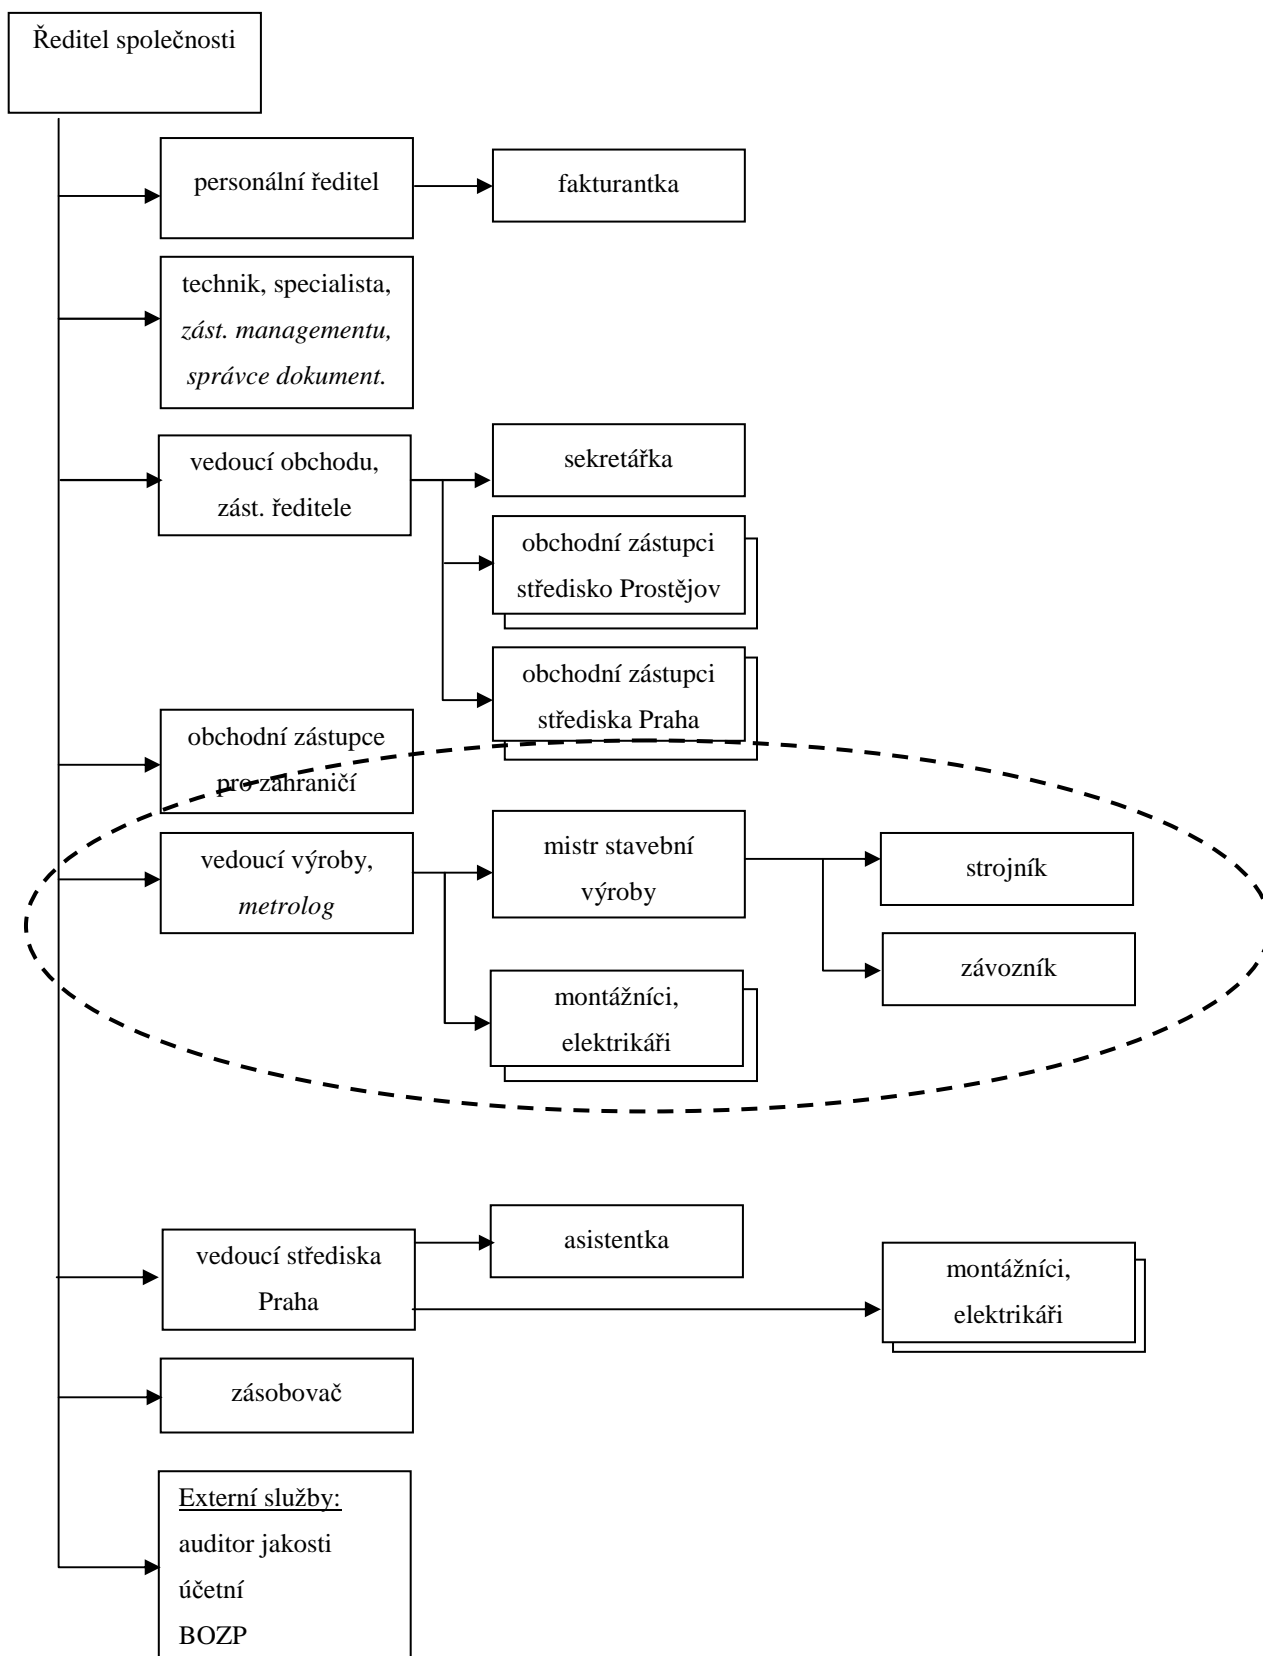 Ředitel společnosti
personální ředitel
fakturantka
technik, specialista,
zást. managementu,
správce dokument.
vedoucí obchodu,
zást. ředitele
sekretářka
obchodní zástupci
středisko Prostějov
obchodní zástupci
střediska Praha
obchodní zástupce
pro zahraničí
vedoucí výroby,
metrolog
mistr stavební
výroby
strojník
závozník
montážníci,
elektrikáři
vedoucí střediska
Praha
asistentka
montážníci,
elektrikáři
zásobovač
Externí služby:
auditor jakosti
účetní
BOZP